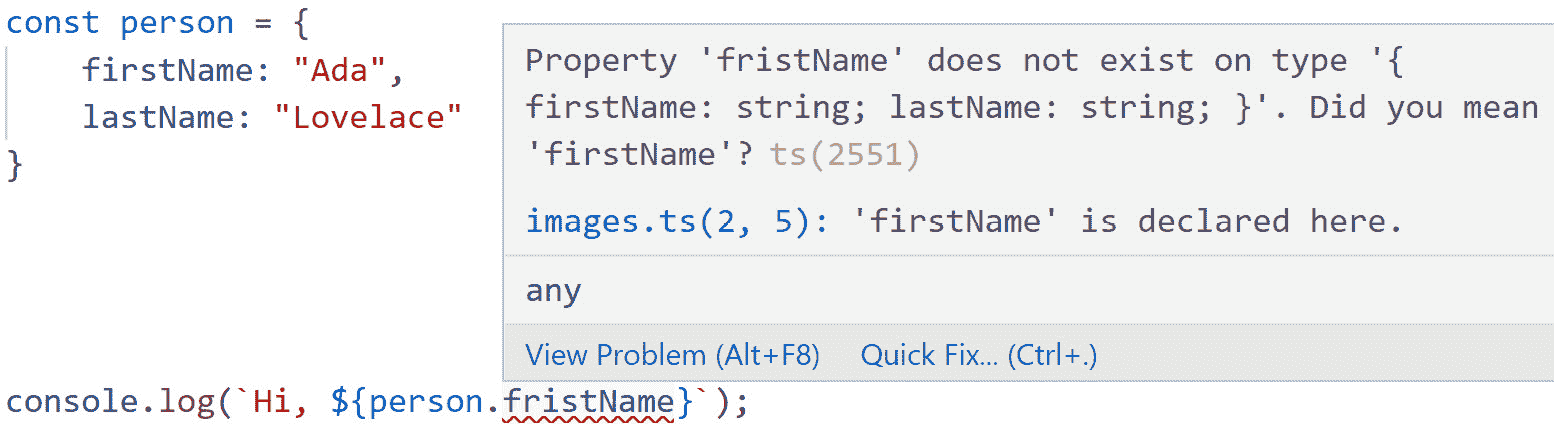 const person = {
    firstName: "Ada",
    lastName: "Lovelace"
}
Property 'fristName' does not exist on type '{
firstName: string; lastName: string; }'. Did you mean
'firstName'? ts(2551)
images.ts(2, 5): 'firstName' is declared here.
any
View Problem (Alt+F8) Quick Fix... (Ctrl+.)
console.log(`Hi, ${person.fristName}`);